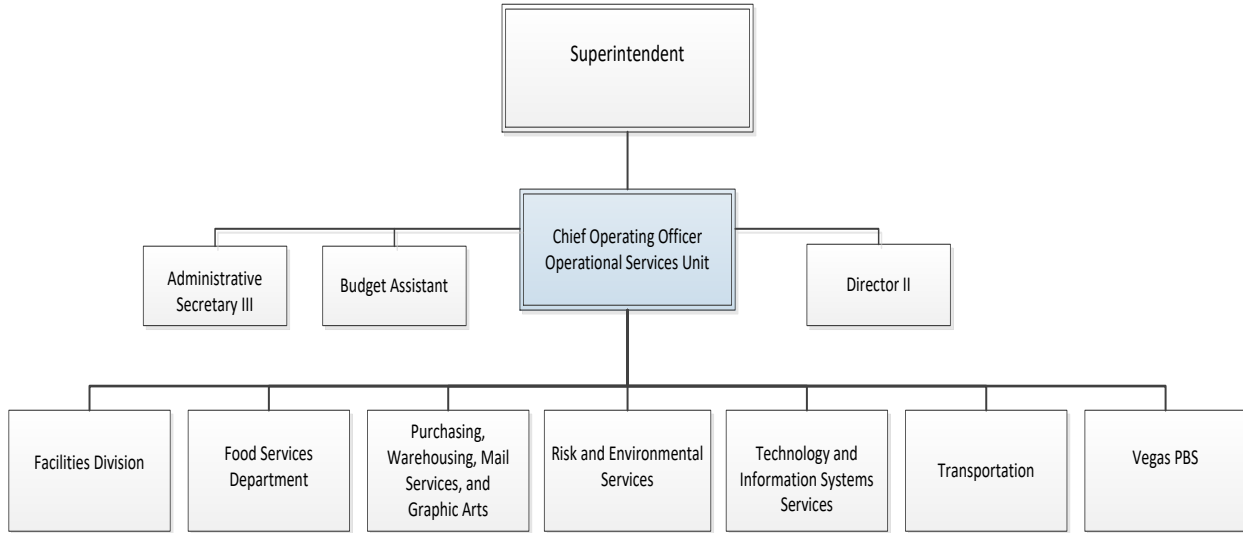 Superintendent
Chief Operating Officer
Operational Services Unit
Administrative
Secretary III
Budget Assistant
Director II
Facilities Division
Food Services
Department
Purchasing,
Warehousing, Mail
Services, and
Graphic Arts
Risk and Environmental
Services
Technology and
Information Systems
Services
Transportation
Vegas PBS